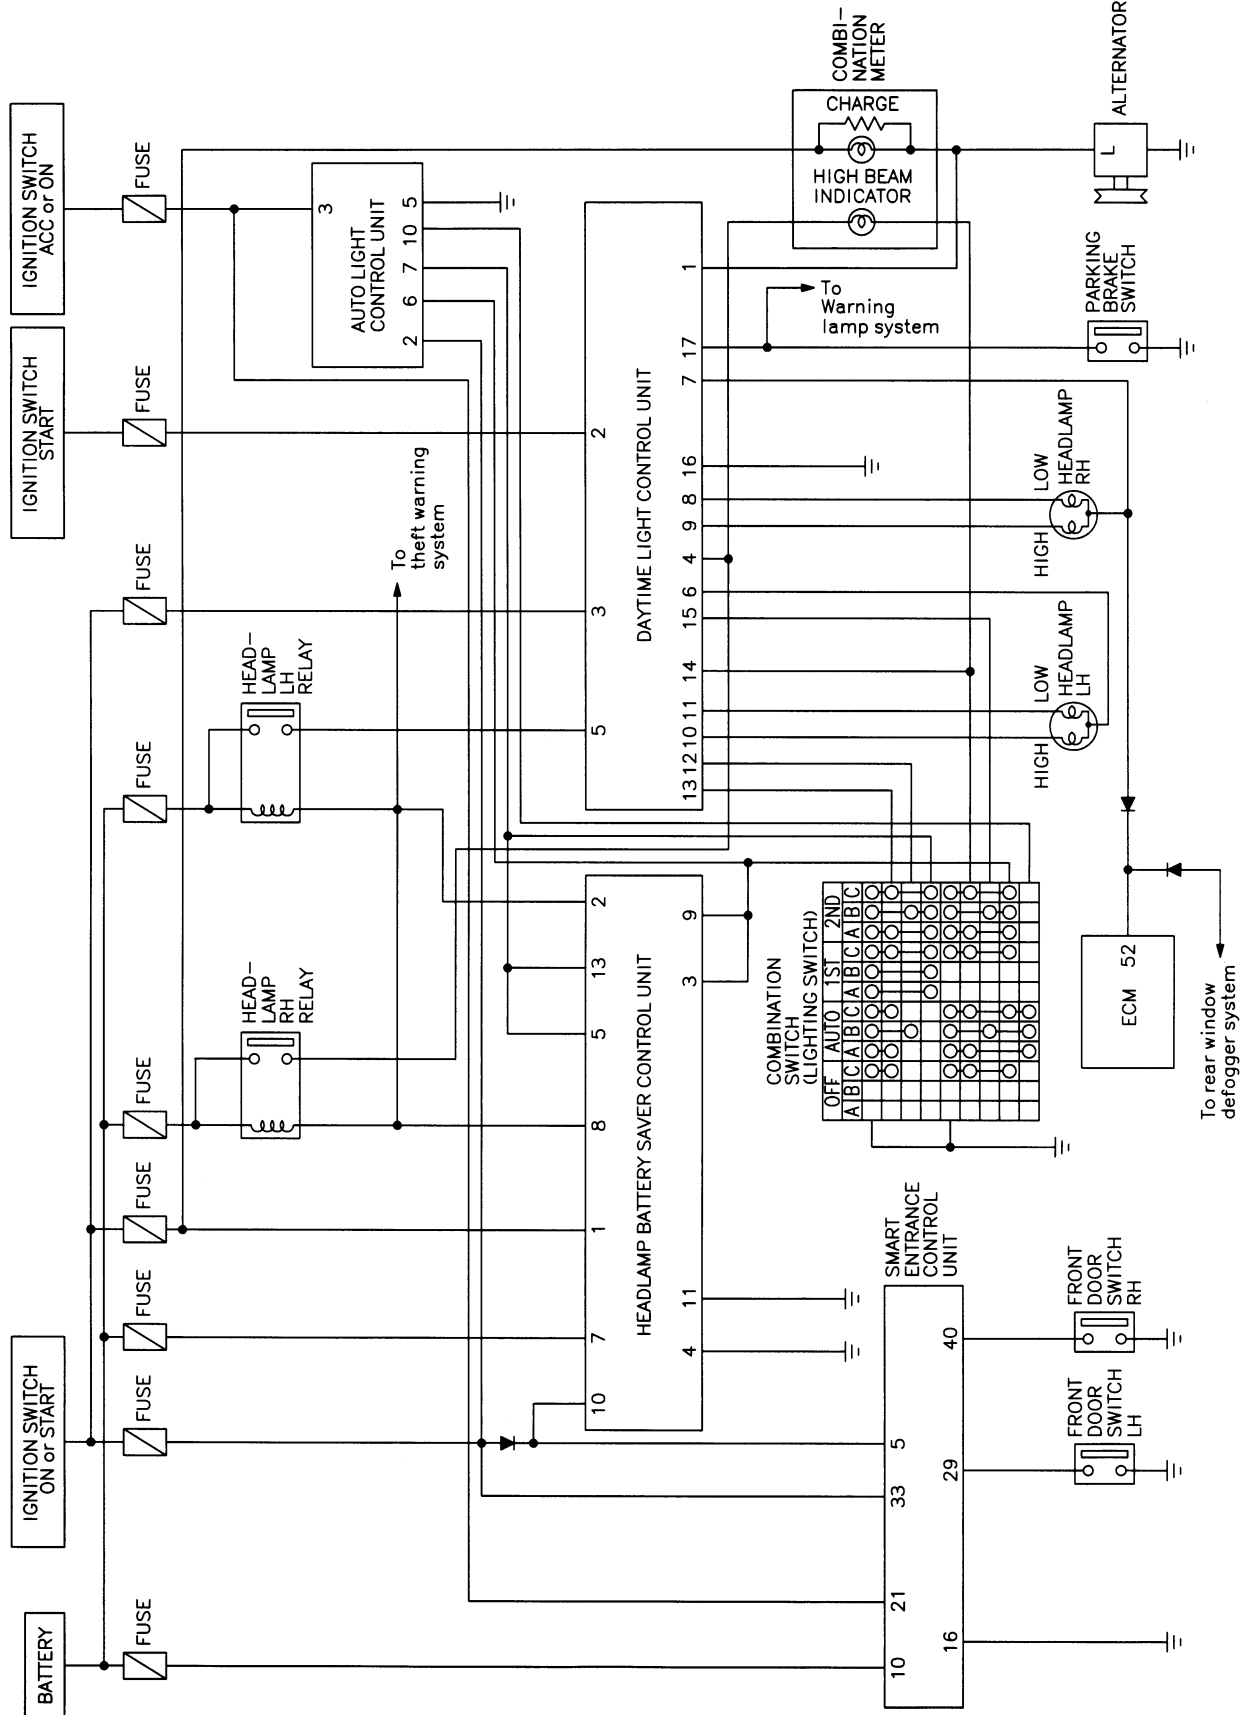 BATTERY
IGNITION SWITCH
ON or START
IGNITION SWITCH
START
IGNITION SWITCH
ACC or ON
FUSE
FUSE
FUSE
FUSE
FUSE
FUSE
FUSE
FUSE
FUSE
HEAD-
LAMP
RH
RELAY
HEAD-
LAMP
LH
RELAY
To
theft warning
system
AUTO LIGHT
CONTROL UNIT
3
2
6
7
10
5
HEADLAMP BATTERY SAVER CONTROL UNIT
10
7
1
8
5
13
2
4
11
3
9
DAYTIME LIGHT CONTROL UNIT
5
3
2
13
12
10
11
14
15
6
4
9
8
16
7
17
1
COMBI-
NATION
METER
CHARGE
HIGH BEAM
INDICATOR
To
Warning
lamp system
SMART
ENTRANCE
CONTROL
UNIT
10
21
33
5
16
29
40
COMBINATION
SWITCH
(LIGHTING SWITCH)
OFF AUTO 1ST 2ND
A B C A B C A B C A B C
FRONT
DOOR
SWITCH
LH
FRONT
DOOR
SWITCH
RH
ECM 52
To rear window
defogger system
HIGH LOW
HEADLAMP
LH
HIGH LOW
HEADLAMP
RH
PARKING
BRAKE
SWITCH
L
ALTERNATOR